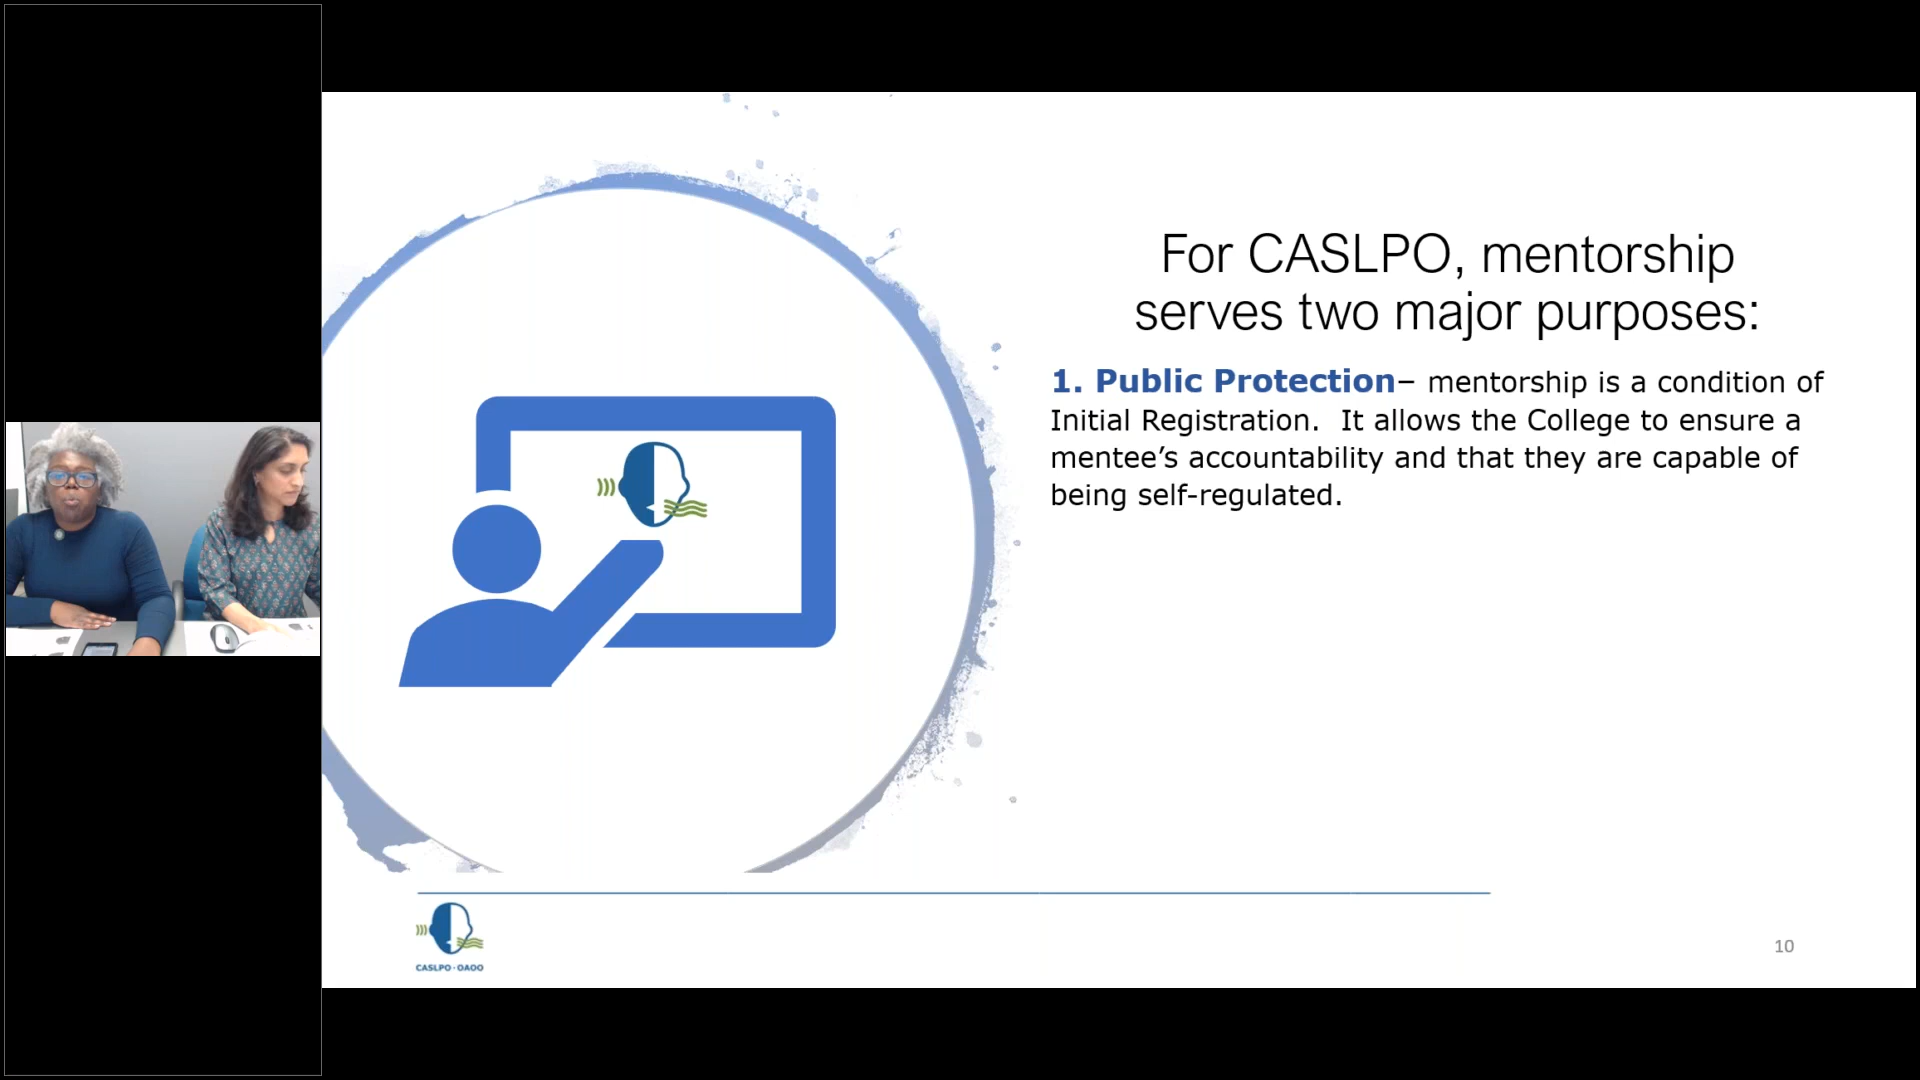 For CASLPO, mentorship
serves two major purposes:
1. Public Protection– mentorship is a condition of
Initial Registration.  It allows the College to ensure a
mentee’s accountability and that they are capable of
being self-regulated.
CASLPO•OAOO
10